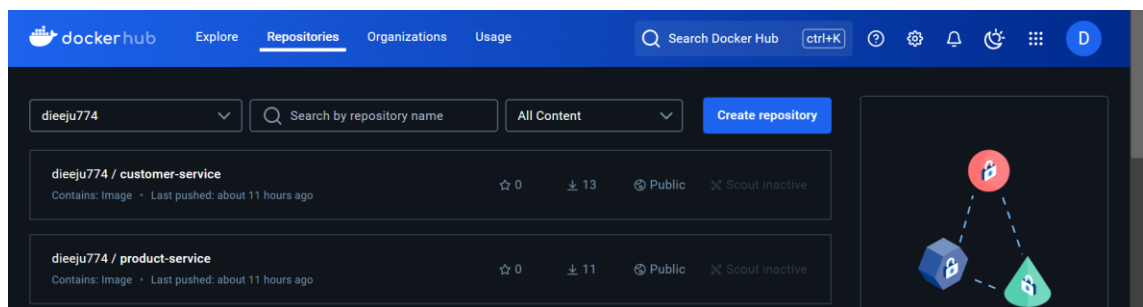 dockerhub Explore Repositories Organizations Usage Search Docker Hub ctrl+K D
dieeju774 Search by repository name All Content Create repository
dieeju774 / customer-service
Contains: Image • Last pushed: about 11 hours ago
0 13 Public Scout inactive
dieeju774 / product-service
Contains: Image • Last pushed: about 11 hours ago
0 11 Public Scout inactive